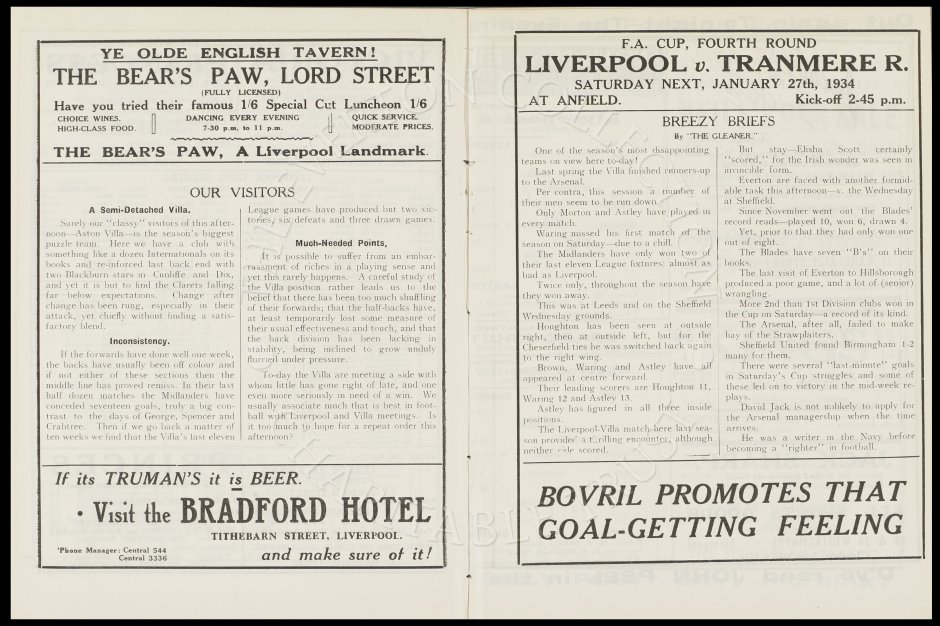 YE OLDE ENGLISH TAVERN!
THE BEAR'S PAW, LORD STREET
(FULLY LICENSED)
Have you tried their famous 1/6 Special Cut Luncheon 1/6
CHOICE WINES.
HIGH-CLASS FOOD.
DANCING EVERY EVENING
7-30 p.m. to 11 p.m.
QUICK SERVICE.
MODERATE PRICES.
THE BEAR'S PAW, A Liverpool Landmark.
OUR VISITORS
A Semi-Detached Villa.
Surely our "classy" visitors of this after-
noon—Aston Villa—is the season's biggest
puzzle team. Here we have a club with
something like a dozen Internationals on its
books and re-inforced last back end with
two Blackburn stars in Cunliffe and Dix,
and yet it is but to find the Clarets falling
far below expectations. Change after
change has been rung, especially in their
attack, yet chiefly without finding a satis-
factory blend.
Inconsistency.
If the forwards have done well one week,
the backs have usually been off colour and
if not either of these sections then the
middle line has proved remiss. In their last
half dozen matches the Midlanders have
conceded seventeen goals, truly a big con-
trast to the days of George, Spencer and
Crabtree. Then if we go back a matter of
ten weeks we find that the Villa's last eleven
League games have produced but two vic-
tories, six defeats and three drawn games.
Much-Needed Points,
It is possible to suffer from an embar-
rassment of riches in a playing sense and
yet this rarely happens. A careful study of
the Villa position rather leads us to the
belief that there has been too much shuffling
of their forwards; that the half-backs have,
at least temporarily lost some measure of
their usual effectiveness and touch, and that
the back division has been lacking in
stability, being inclined to grow unduly
flurried under pressure.
To-day the Villa are meeting a side with
whom little has gone right of late, and one
even more seriously in need of a win. We
usually associate much that is best in foot-
ball with Liverpool and Villa meetings. Is
it too much to hope for a repeat order this
afternoon?
If its TRUMAN'S it is BEER.
· Visit the BRADFORD HOTEL
TITHEBARN STREET, LIVERPOOL.
'Phone Manager: Central 544
Central 3336
and make sure of it!
F.A. CUP, FOURTH ROUND
LIVERPOOL v. TRANMERE R.
SATURDAY NEXT, JANUARY 27th, 1934
AT ANFIELD. Kick-off 2-45 p.m.
BREEZY BRIEFS
By "THE GLEANER."
One of the season's most disappointing
teams on view here to-day!
Last spring the Villa finished runners-up
to the Arsenal.
Per contra, this session a number of
their men seem to be run down.
Only Morton and Astley have played in
every match.
Waring missed his first match of the
season on Saturday—due to a chill.
The Midlanders have only won two of
their last eleven League fixtures: almost as
bad as Liverpool.
Twice only, throughout the season have
they won away.
This was at Leeds and on the Sheffield
Wednesday grounds.
Houghton has been seen at outside
right, then at outside left, but for the
Chesterfield ties he was switched back again
to the right wing.
Brown, Waring and Astley have all
appeared at centre forward.
Their leading scorers are Houghton 11,
Waring 12 and Astley 13.
Astley has figured in all three inside
positions.
The Liverpool-Villa match here last sea-
son provided a thrilling encounter, although
neither side scored.
But stay—Elisha Scott certainly
"scored," for the Irish wonder was seen in
invincible form.
Everton are faced with another formid-
able task this afternoon—v. the Wednesday
at Sheffield.
Since November went out the Blades'
record reads—played 10, won 6, drawn 4.
Yet, prior to that they had only won one
out of eight.
The Blades have seven "B's" on their
books.
The last visit of Everton to Hillsborough
produced a poor game, and a lot of (senior)
wrangling.
More 2nd than 1st Division clubs won in
the Cup on Saturday—a record of its kind.
The Arsenal, after all, failed to make
hay of the Strawplaiters.
Sheffield United found Birmingham 1-2
many for them.
There were several "last-minute" goals
in Saturday's Cup struggles and some of
these led on to victory in the mid-week re-
plays.
David Jack is not unlikely to apply for
the Arsenal managership when the time
arrives.
He was a writer in the Navy before
becoming a "righter" in football.
BOVRIL PROMOTES THAT
GOAL-GETTING FEELING